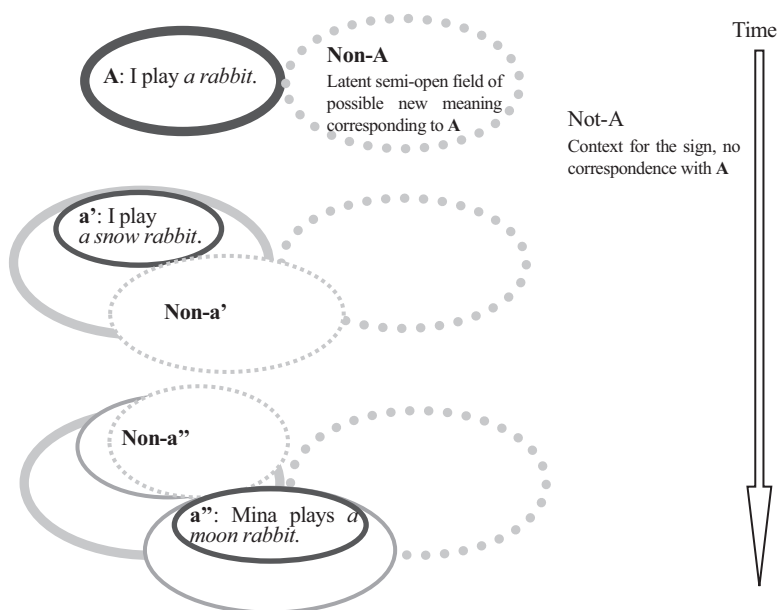 Time
A: I play a rabbit.
Non-A
Latent semi-open field of
possible new meaning
corresponding to A
Not-A
Context for the sign, no
correspondence with A
a’: I play
a snow rabbit.
Non-a’
Non-a”
a”: Mina plays a
moon rabbit.